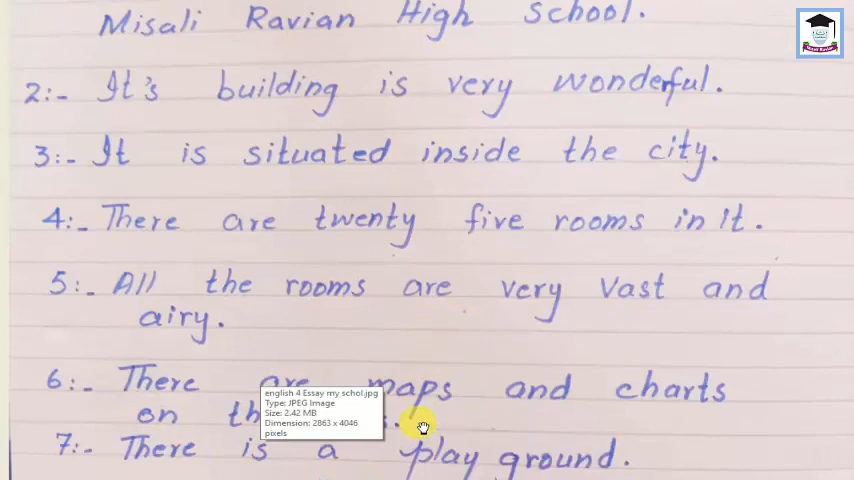 Misali Ravian High School.
2:- It's building is very wonderful.
3:- It is situated inside the city.
4:- There are twenty five rooms in it.
5:- All the rooms are very vast and
airy.
6:- There are maps and charts
on
english 4 Essay my schol.jpg
Type: JPEG Image
Size: 2.42 MB
Dimension: 2863 x 4046
pixels
7:- There is a play ground.